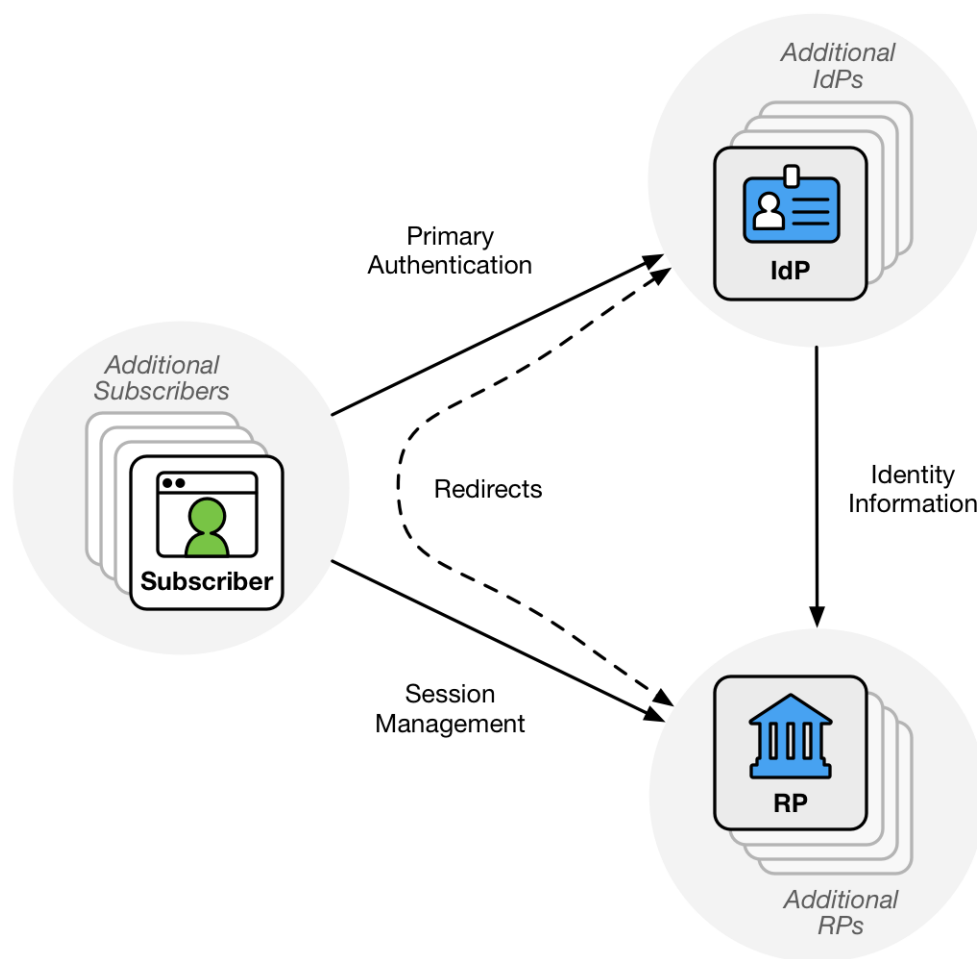 Additional
IdPs
IdP
Primary
Authentication
Additional
Subscribers
Subscriber
Redirects
Identity
Information
Session
Management
RP
Additional
RPs